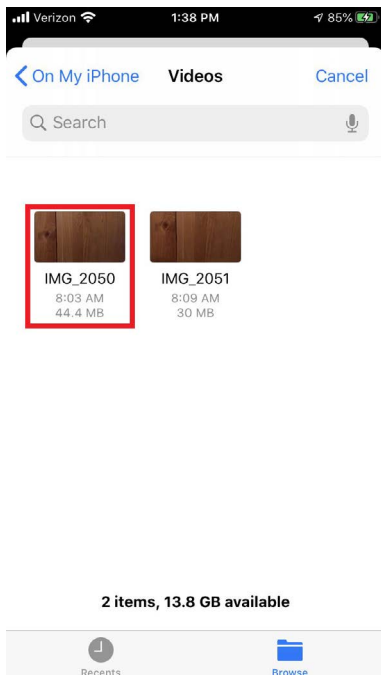 Verizon 1:38 PM 85%
On My iPhone Videos Cancel
Search
IMG_2050 IMG_2051
8:03 AM 8:09 AM
44.4 MB 30 MB
2 items, 13.8 GB available
Recents Browse